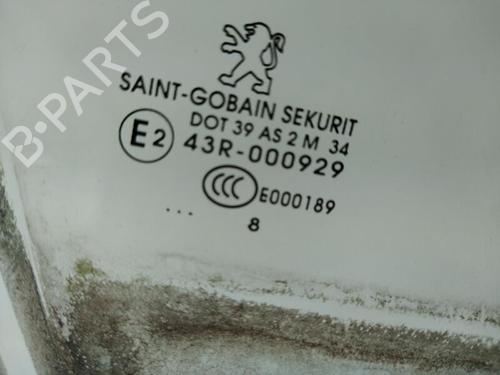 B-PARTS
SAINT-GOBAIN SEKURIT
DOT 39 AS 2 M 34
E2 43R-000929
CCC E000189
...
8